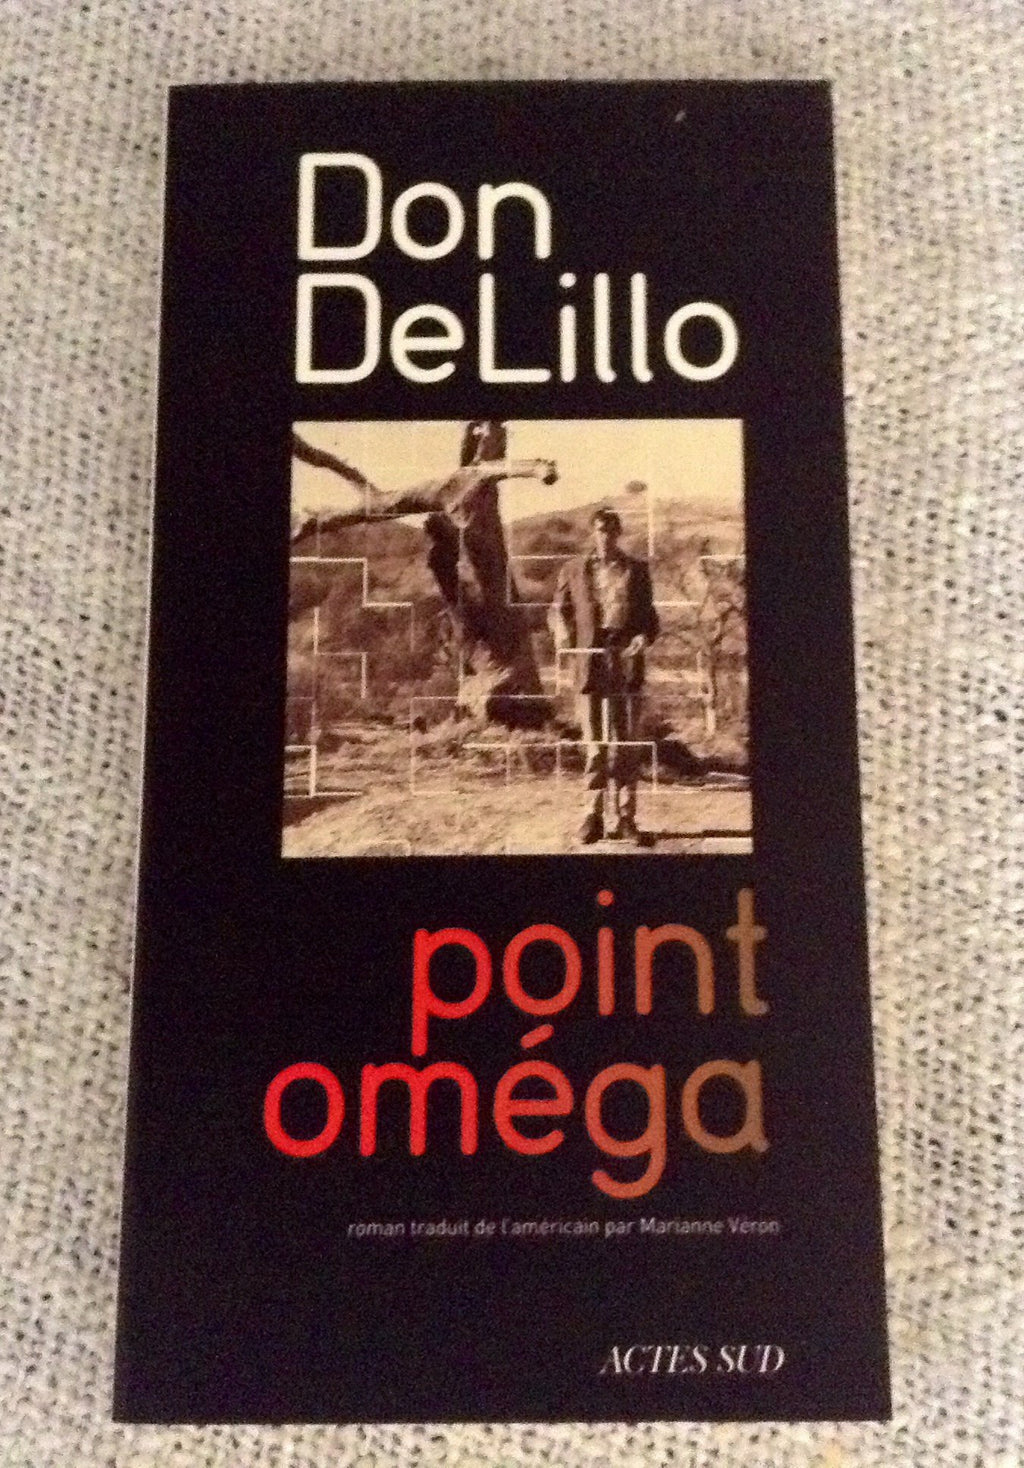 Don
DeLillo
point
oméga
roman traduit de l'américain par Marianne Véron
ACTES SUD